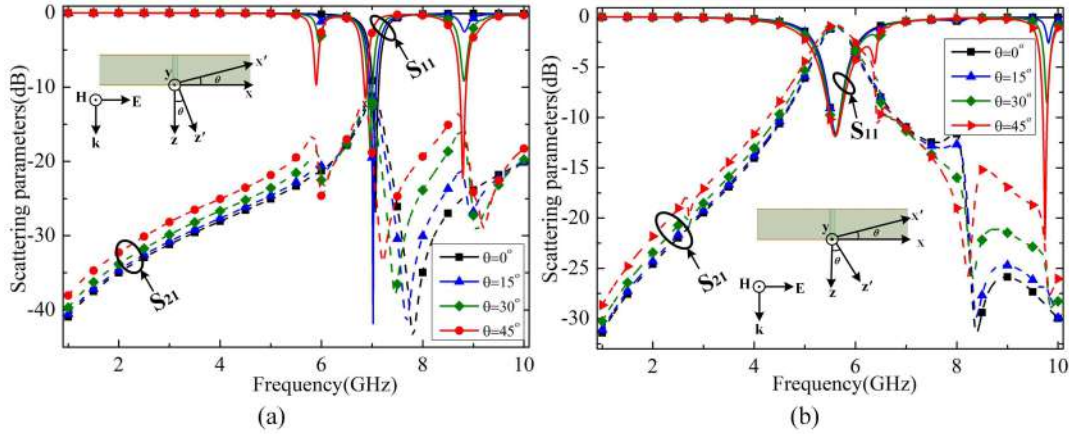 0
-10
-20
-30
-40
Scattering parameters(dB)
2 4 6 8 10
Frequency(GHz)
S11
S21
y
x'
θ
x
θ
z
z'
H
E
k
θ=0°
θ=15°
θ=30°
θ=45°
(a)
0
-5
-10
-15
-20
-25
-30
Scattering parameters(dB)
2 4 6 8 10
Frequency(GHz)
θ=0°
θ=15°
θ=30°
θ=45°
S11
S21
y
x'
θ
x
θ
z
z'
H
E
k
(b)